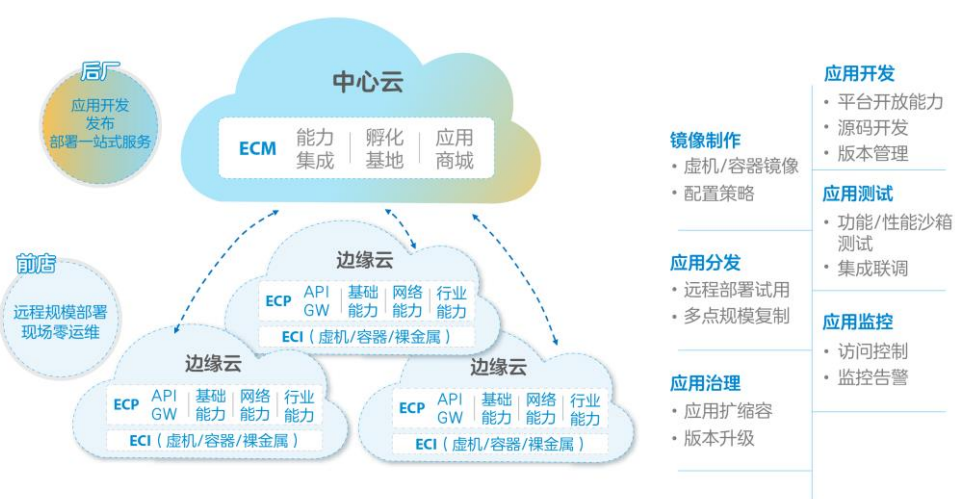 后厂
应用开发
发布
部署一站式服务
中心云
ECM
能力
集成
孵化
基地
应用
商城
前店
远程规模部署
现场零运维
边缘云
ECP
API
GW
基础
能力
网络
能力
行业
能力
ECI（虚机/容器/裸金属）
边缘云
ECP
API
GW
基础
能力
网络
能力
行业
能力
ECI（虚机/容器/裸金属）
边缘云
ECP
API
GW
基础
能力
网络
能力
行业
能力
ECI（虚机/容器/裸金属）
镜像制作
• 虚机/容器镜像
• 配置策略
应用分发
• 远程部署试用
• 多点规模复制
应用治理
• 应用扩缩容
• 版本升级
应用开发
• 平台开放能力
• 源码开发
• 版本管理
应用测试
• 功能/性能沙箱
测试
• 集成联调
应用监控
• 访问控制
• 监控告警